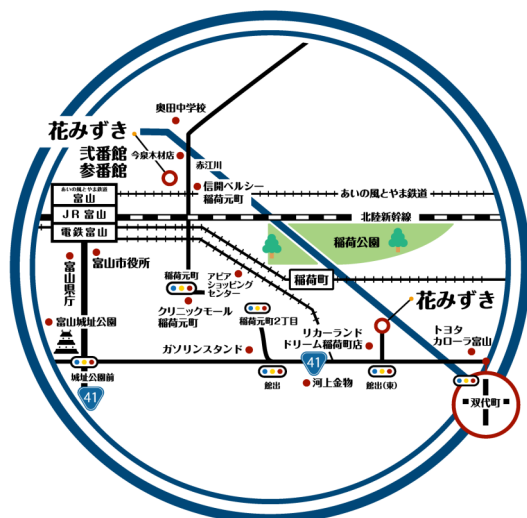 奥田中学校
花みずき
弐番館
参番館
今泉木材店
赤江川
信開ベルシー
稲荷元町
あいの風とやま鉄道
富山
あいの風とやま鉄道
JR 富山
北陸新幹線
電鉄富山
稲荷公園
富山県庁
富山市役所
稲荷元町
アピア
ショッピング
センター
稲荷町
クリニックモール
稲荷元町
稲荷元町2丁目
花みずき
富山城址公園
リカーランド
ドリーム稲荷町店
トヨタ
カローラ富山
ガソリンスタンド
城址公園前
41
館出
41
河上金物
館出(東)
双代町